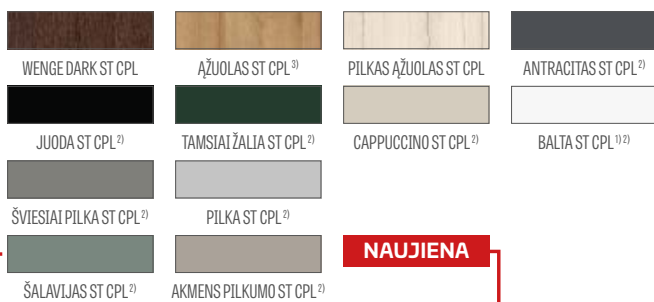 WENGE DARK ST CPL
ĄŽUOLAS ST CPL 3)
PILKAS ĄŽUOLAS ST CPL
ANTRACITAS ST CPL 2)
JUODA ST CPL 2)
TAMSIAI ŽALIA ST CPL 2)
CAPPUCCINO ST CPL 2)
BALTA ST CPL 1) 2)
ŠVIESIAI PILKA ST CPL 2)
PILKA ST CPL 2)
NAUJIENA
ŠALAVIJAS ST CPL 2)
AKMENS PILKUMO ST CPL 2)